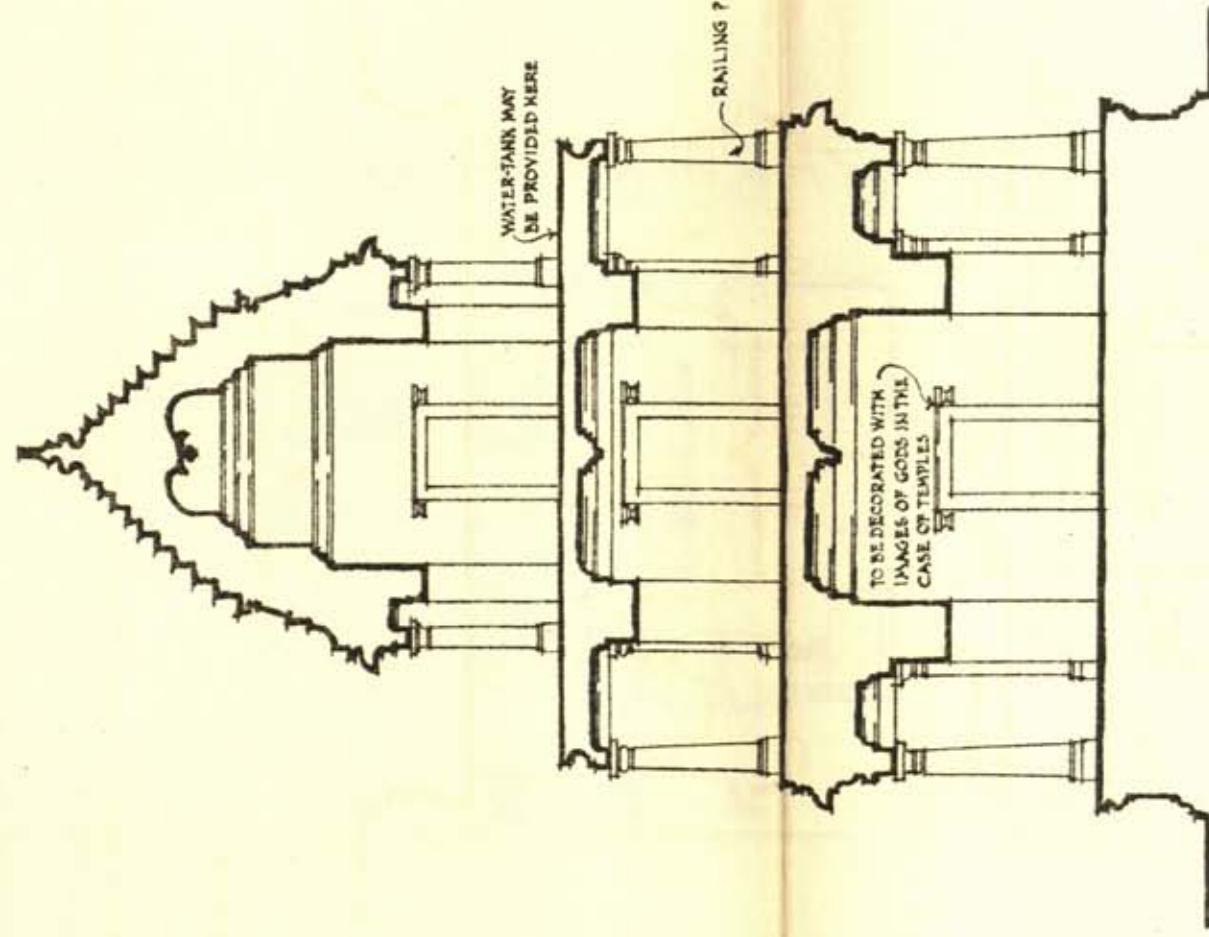 WATER-TANK MAY
BE PROVIDED HERE
RAILING ?
TO BE DECORATED WITH
IMAGES OF GODS IN THE
CASE OF TEMPLES